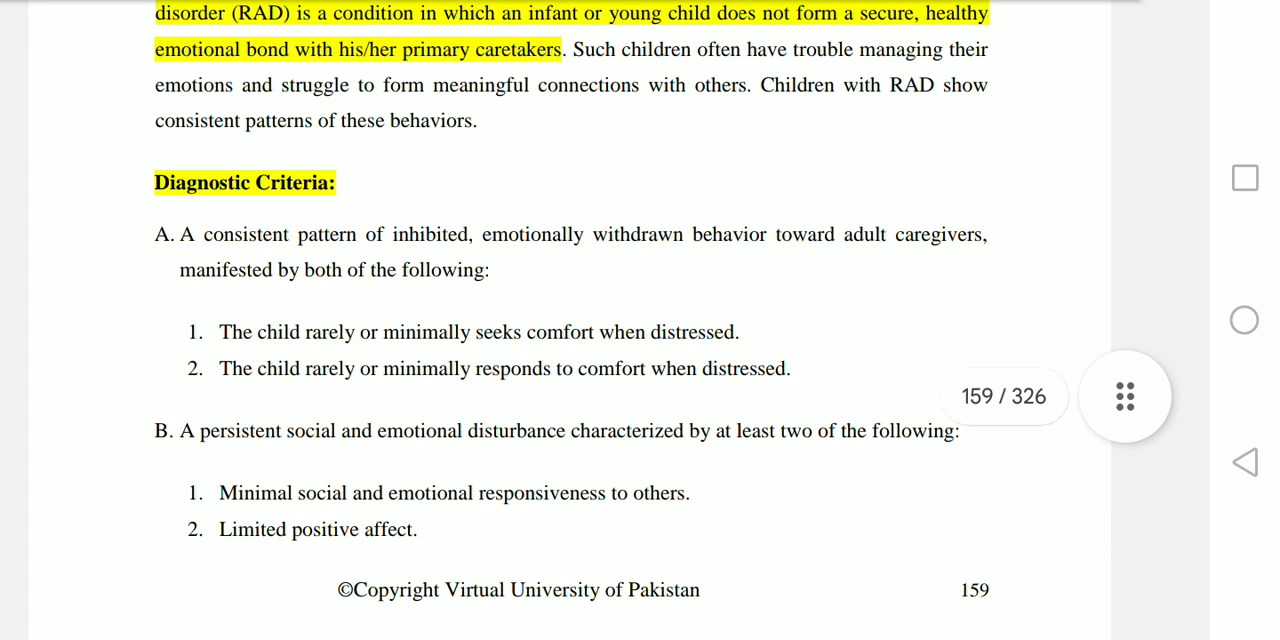 disorder (RAD) is a condition in which an infant or young child does not form a secure, healthy
emotional bond with his/her primary caretakers. Such children often have trouble managing their
emotions and struggle to form meaningful connections with others. Children with RAD show
consistent patterns of these behaviors.
Diagnostic Criteria:
A. A consistent pattern of inhibited, emotionally withdrawn behavior toward adult caregivers,
manifested by both of the following:
1. The child rarely or minimally seeks comfort when distressed.
2. The child rarely or minimally responds to comfort when distressed.
159 / 326
B. A persistent social and emotional disturbance characterized by at least two of the following:
1. Minimal social and emotional responsiveness to others.
2. Limited positive affect.
©Copyright Virtual University of Pakistan 159